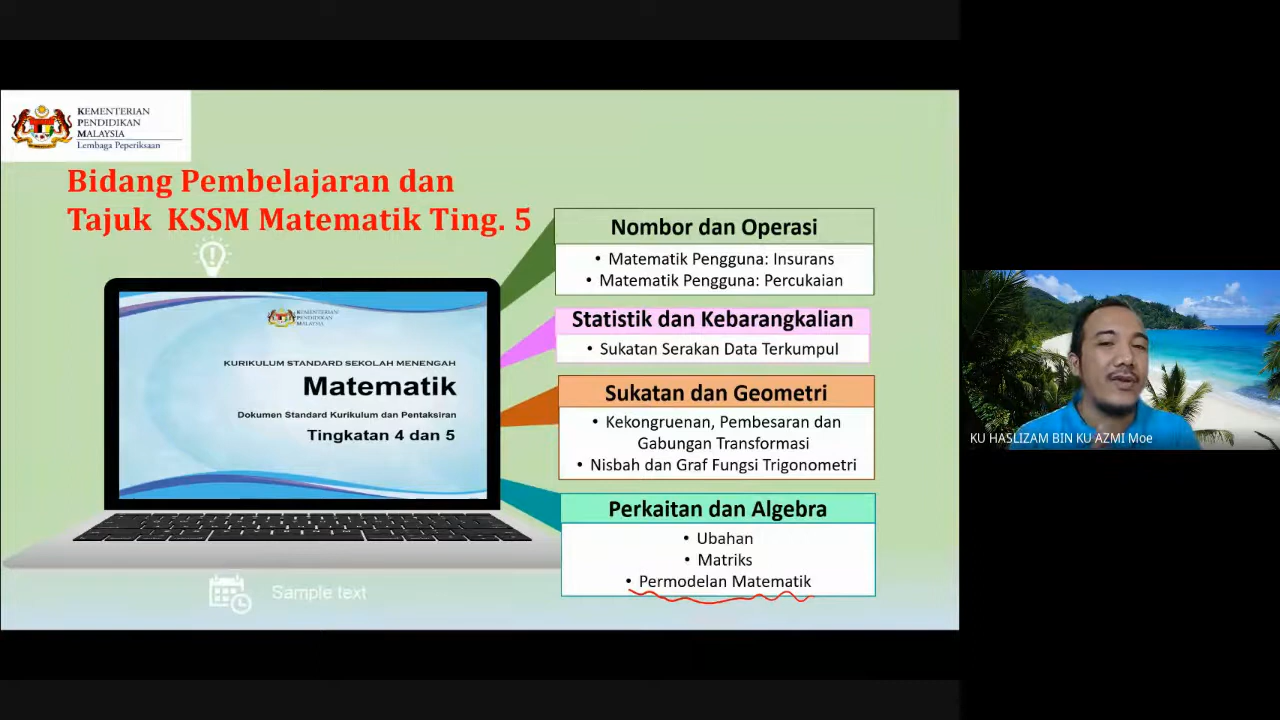 KEMENTERIAN
PENDIDIKAN
MALAYSIA
Lembaga Peperiksaan
Bidang Pembelajaran dan
Tajuk KSSM Matematik Ting. 5
KEMENTERIAN
PENDIDIKAN
MALAYSIA
KURIKULUM STANDARD SEKOLAH MENENGAH
Matematik
Dokumen Standard Kurikulum dan Pentaksiran
Tingkatan 4 dan 5
Sample text
Nombor dan Operasi
• Matematik Pengguna: Insurans
• Matematik Pengguna: Percukaian
Statistik dan Kebarangkalian
• Sukatan Serakan Data Terkumpul
Sukatan dan Geometri
• Kekongruenan, Pembesaran dan
Gabungan Transformasi
• Nisbah dan Graf Fungsi Trigonometri
Perkaitan dan Algebra
• Ubahan
• Matriks
• Permodelan Matematik
KU HASLIZAM BIN KU AZMI Moe